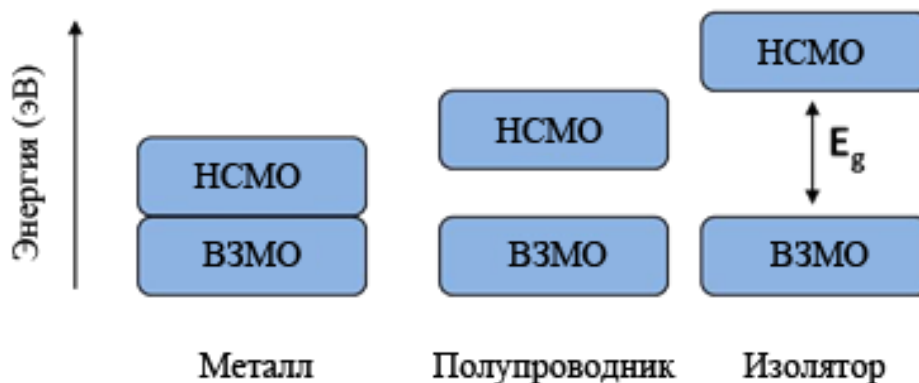 Энергия (эВ)
НСМО
ВЗМО
Металл
НСМО
ВЗМО
Полупроводник
НСМО
Eg
ВЗМО
Изолятор